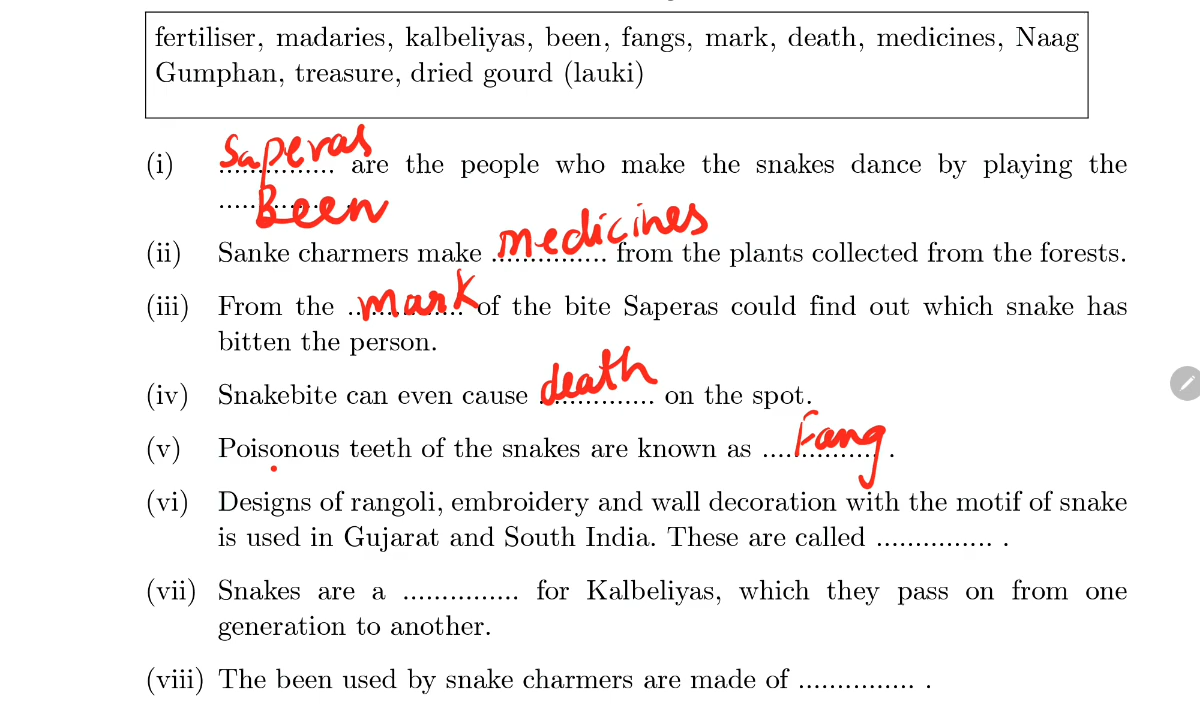 fertiliser, madaries, kalbeliyas, been, fangs, mark, death, medicines, Naag
Gumphan, treasure, dried gourd (lauki)
(i) Saperas are the people who make the snakes dance by playing the
Been
(ii) Sanke charmers make medicines from the plants collected from the forests.
(iii) From the mark of the bite Saperas could find out which snake has
bitten the person.
(iv) Snakebite can even cause death on the spot.
(v) Poisonous teeth of the snakes are known as Fang .
(vi) Designs of rangoli, embroidery and wall decoration with the motif of snake
is used in Gujarat and South India. These are called ............... .
(vii) Snakes are a ............... for Kalbeliyas, which they pass on from one
generation to another.
(viii) The been used by snake charmers are made of ............... .